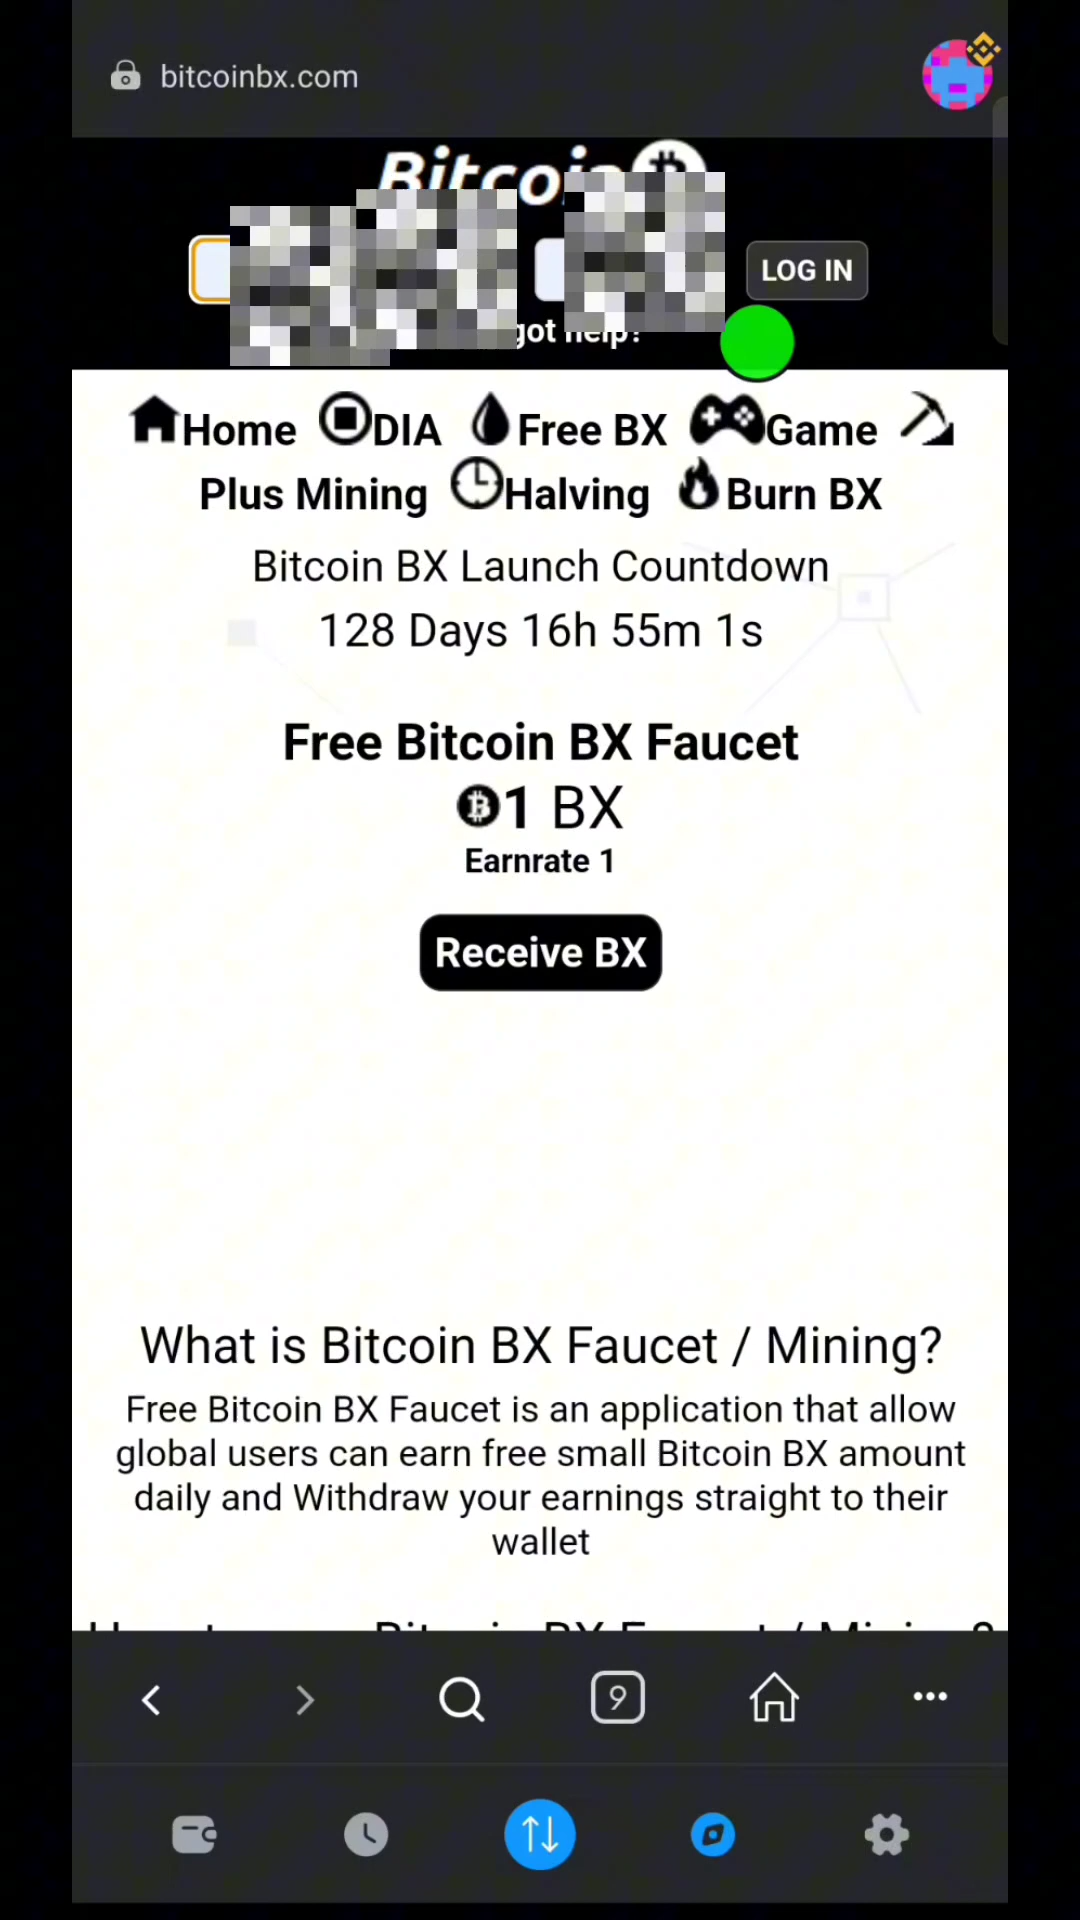 bitcoinbx.com
Bitcoin
LOG IN
help?
Home DIA Free BX Game
Plus Mining Halving Burn BX
Bitcoin BX Launch Countdown
128 Days 16h 55m 1s
Free Bitcoin BX Faucet
1 BX
Earnrate 1
Receive BX
What is Bitcoin BX Faucet / Mining?
Free Bitcoin BX Faucet is an application that allow
global users can earn free small Bitcoin BX amount
daily and Withdraw your earnings straight to their
wallet
9